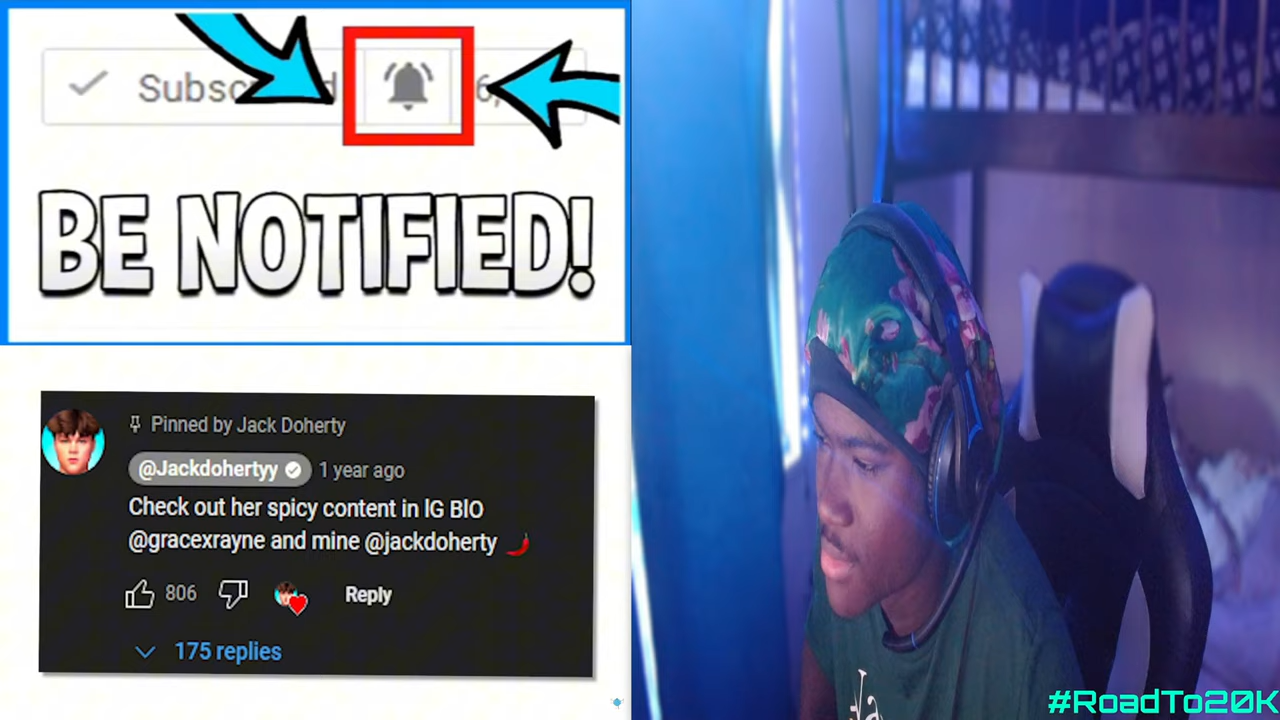 BE NOTIFIED!
Pinned by Jack Doherty
@Jackdohertyy 1 year ago
Check out her spicy content in IG BIO
@gracexrayne and mine @jackdoherty
806 Reply
175 replies
#RoadTo20K